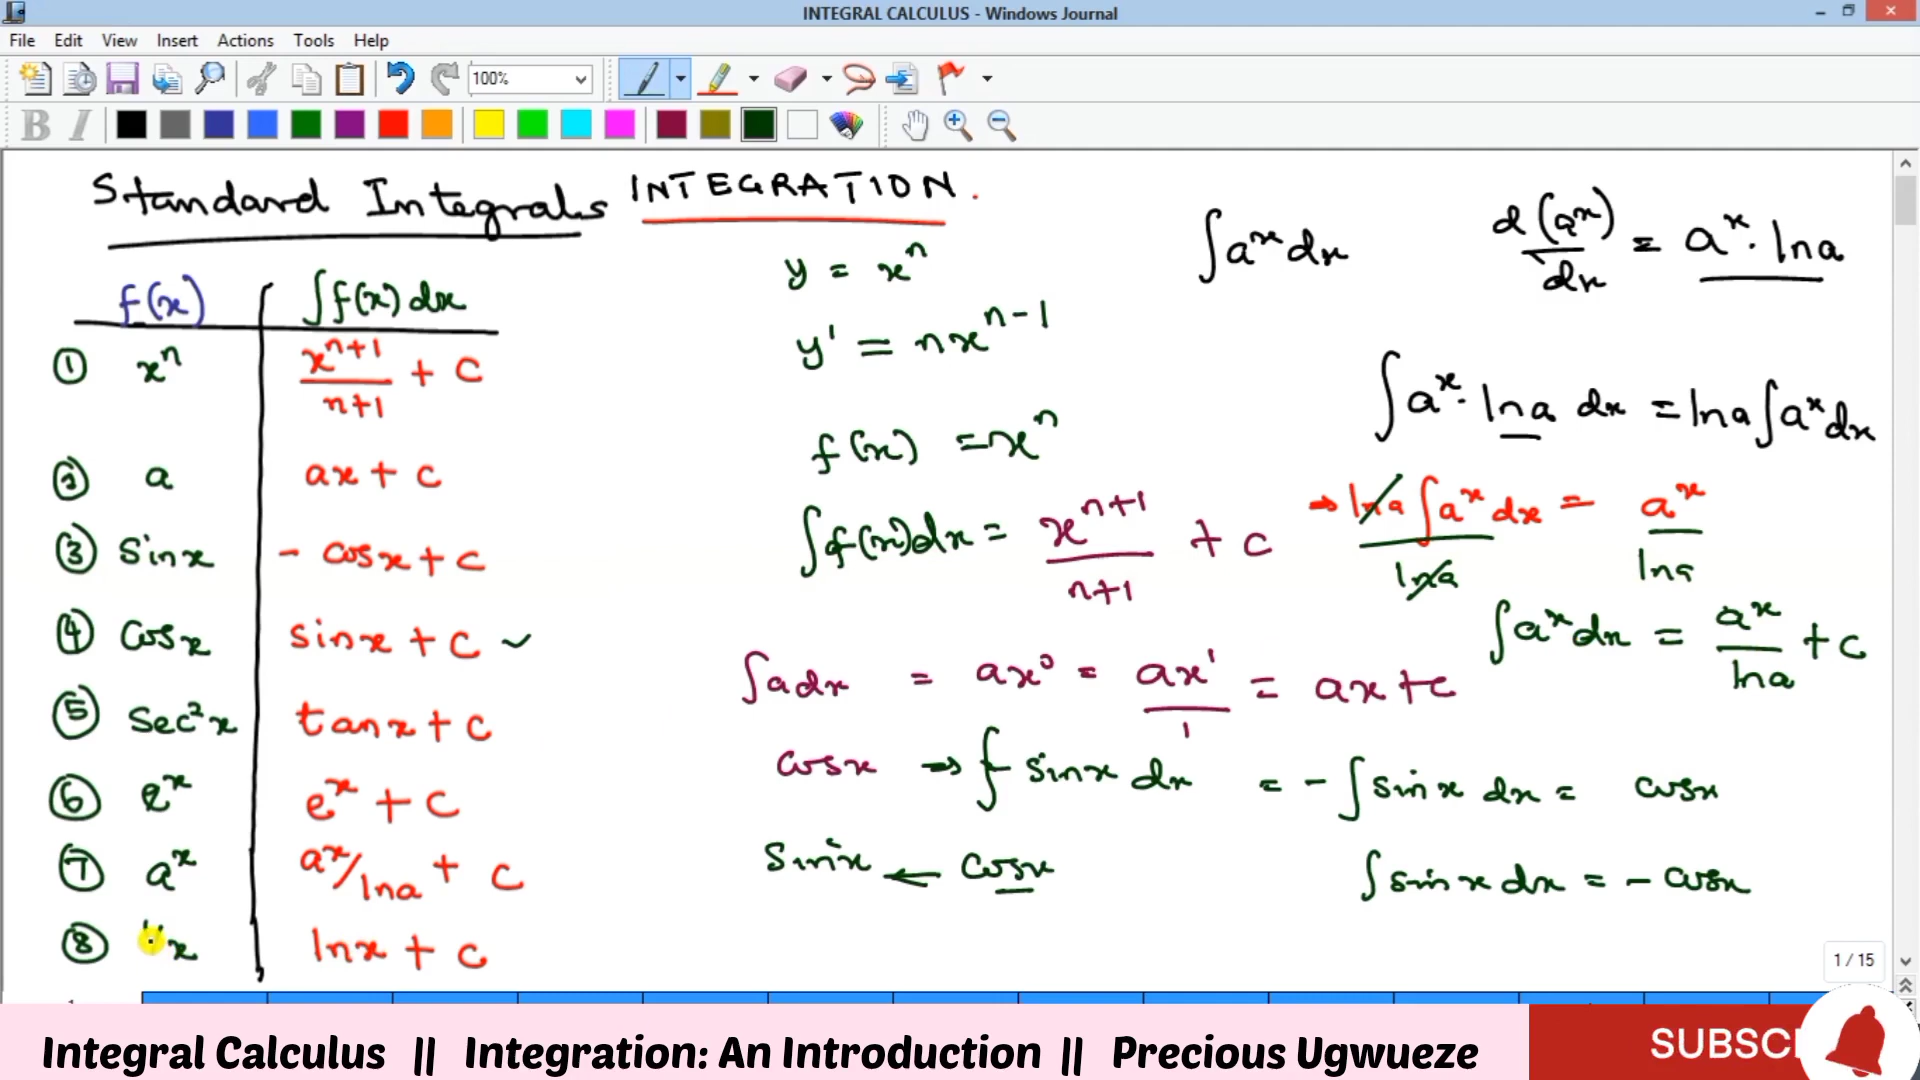 INTEGRAL CALCULUS - Windows Journal
File Edit View Insert Actions Tools Help
100%
B I
Standard Integrals INTEGRATION.
f(x) ∫f(x)dx
① xⁿ xⁿ⁺¹/n+1 + c
② a ax + c
③ Sinx - cosx + c
④ Cosx sinx + c ✓
⑤ Sec²x tanx + c
⑥ eˣ eˣ + c
⑦ aˣ aˣ/lna + c
⑧ 1/x lnx + c
y = xⁿ
y' = nxⁿ⁻¹
f(x) = xⁿ
∫f(x)dx = xⁿ⁺¹/n+1 + c
∫adx = ax⁰ = ax¹/1 = ax+c
cosx ⇒ ∫-sinx dx = -∫sinx dx = cosx
Sinx ← cosx
∫sinx dx = - cosx
∫aˣdx
d(aˣ)/dx = aˣ. lna
∫aˣ. lna dx = lna∫aˣdx
⇒ lna∫aˣdx/lna = aˣ/lna
∫aˣdx = aˣ/lna + c
1 / 15
Integral Calculus || Integration: An Introduction || Precious Ugwueze
SUBSCI